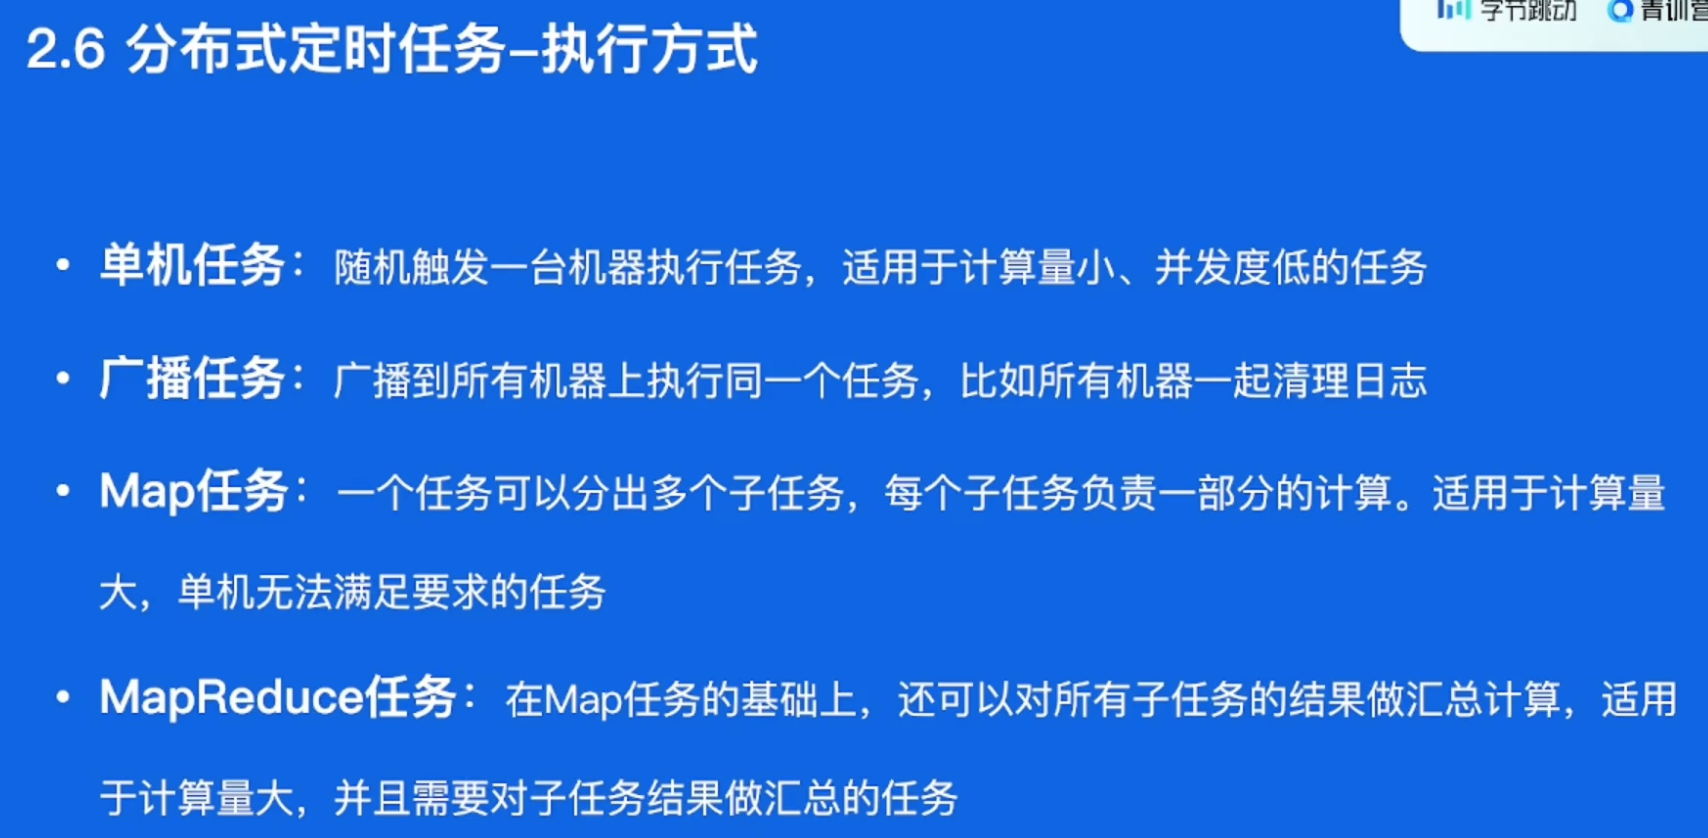 字节跳动 青训营
2.6 分布式定时任务–执行方式
• 单机任务：随机触发一台机器执行任务，适用于计算量小、并发度低的任务
• 广播任务：广播到所有机器上执行同一个任务，比如所有机器一起清理日志
• Map任务：一个任务可以分出多个子任务，每个子任务负责一部分的计算。适用于计算量
大，单机无法满足要求的任务
• MapReduce任务：在Map任务的基础上，还可以对所有子任务的结果做汇总计算，适用
于计算量大，并且需要对子任务结果做汇总的任务